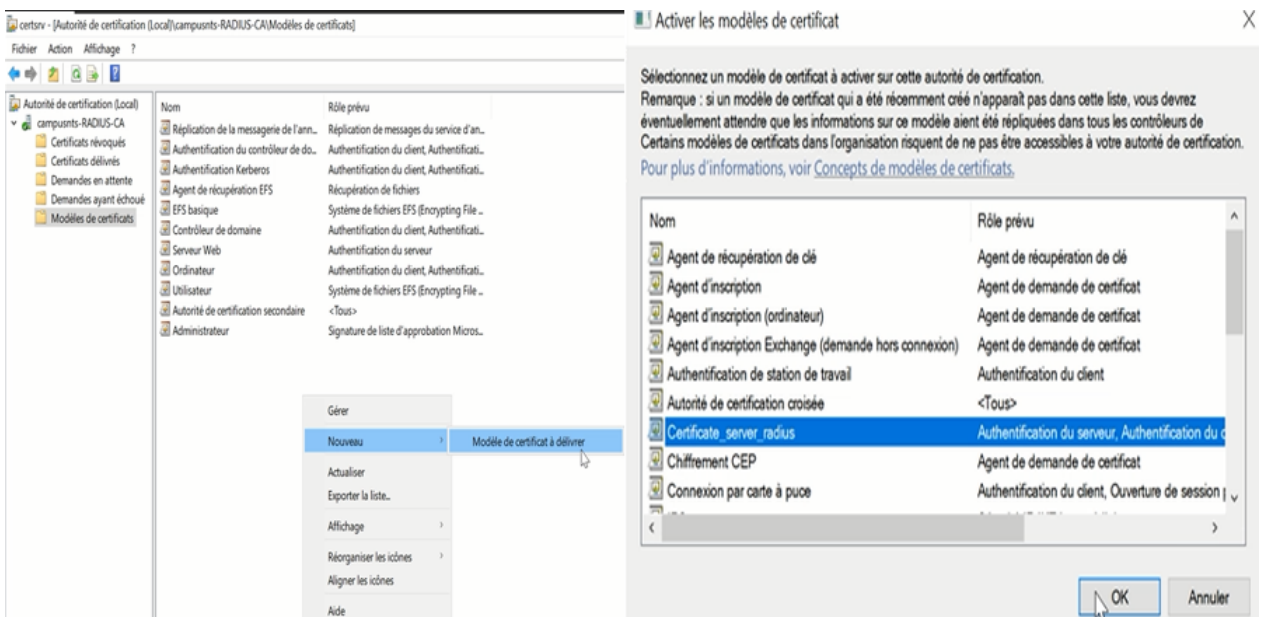 certsrv - [Autorité de certification (Local)\campusnts-RADIUS-CA\Modèles de certificats]
Fichier Action Affichage ?
Autorité de certification (Local)
campusnts-RADIUS-CA
Certificats révoqués
Certificats délivrés
Demandes en attente
Demandes ayant échoué
Modèles de certificats
Nom Rôle prévu
Réplication de la messagerie de l'ann... Réplication de messages du service d'an...
Authentification du contrôleur de do... Authentification du client, Authentificati...
Authentification Kerberos Authentification du client, Authentificati...
Agent de récupération EFS Récupération de fichiers
EFS basique Système de fichiers EFS (Encrypting File ...
Contrôleur de domaine Authentification du client, Authentificati...
Serveur Web Authentification du serveur
Ordinateur Authentification du client, Authentificati...
Utilisateur Système de fichiers EFS (Encrypting File ...
Autorité de certification secondaire <Tous>
Administrateur Signature de liste d'approbation Micros...
Gérer
Nouveau
Modèle de certificat à délivrer
Actualiser
Exporter la liste...
Affichage
Réorganiser les icônes
Aligner les icônes
Aide
Activer les modèles de certificat
Sélectionnez un modèle de certificat à activer sur cette autorité de certification.
Remarque : si un modèle de certificat qui a été récemment créé n'apparaît pas dans cette liste, vous devrez
éventuellement attendre que les informations sur ce modèle aient été répliquées dans tous les contrôleurs de
Certains modèles de certificats dans l'organisation risquent de ne pas être accessibles à votre autorité de certification.
Pour plus d'informations, voir Concepts de modèles de certificats.
Nom Rôle prévu
Agent de récupération de clé Agent de récupération de clé
Agent d'inscription Agent de demande de certificat
Agent d'inscription (ordinateur) Agent de demande de certificat
Agent d'inscription Exchange (demande hors connexion) Agent de demande de certificat
Authentification de station de travail Authentification du client
Autorité de certification croisée <Tous>
Certificate_server_radius Authentification du serveur, Authentification du c
Chiffrement CEP Agent de demande de certificat
Connexion par carte à puce Authentification du client, Ouverture de session
OK Annuler